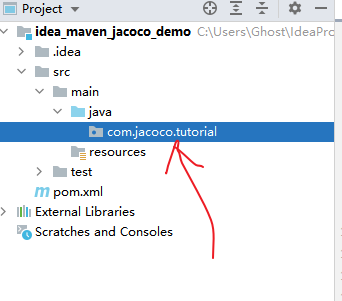 Project
idea_maven_jacoco_demo C:\Users\Ghost\IdeaPro
.idea
src
main
java
com.jacoco.tutorial
resources
test
pom.xml
External Libraries
Scratches and Consoles